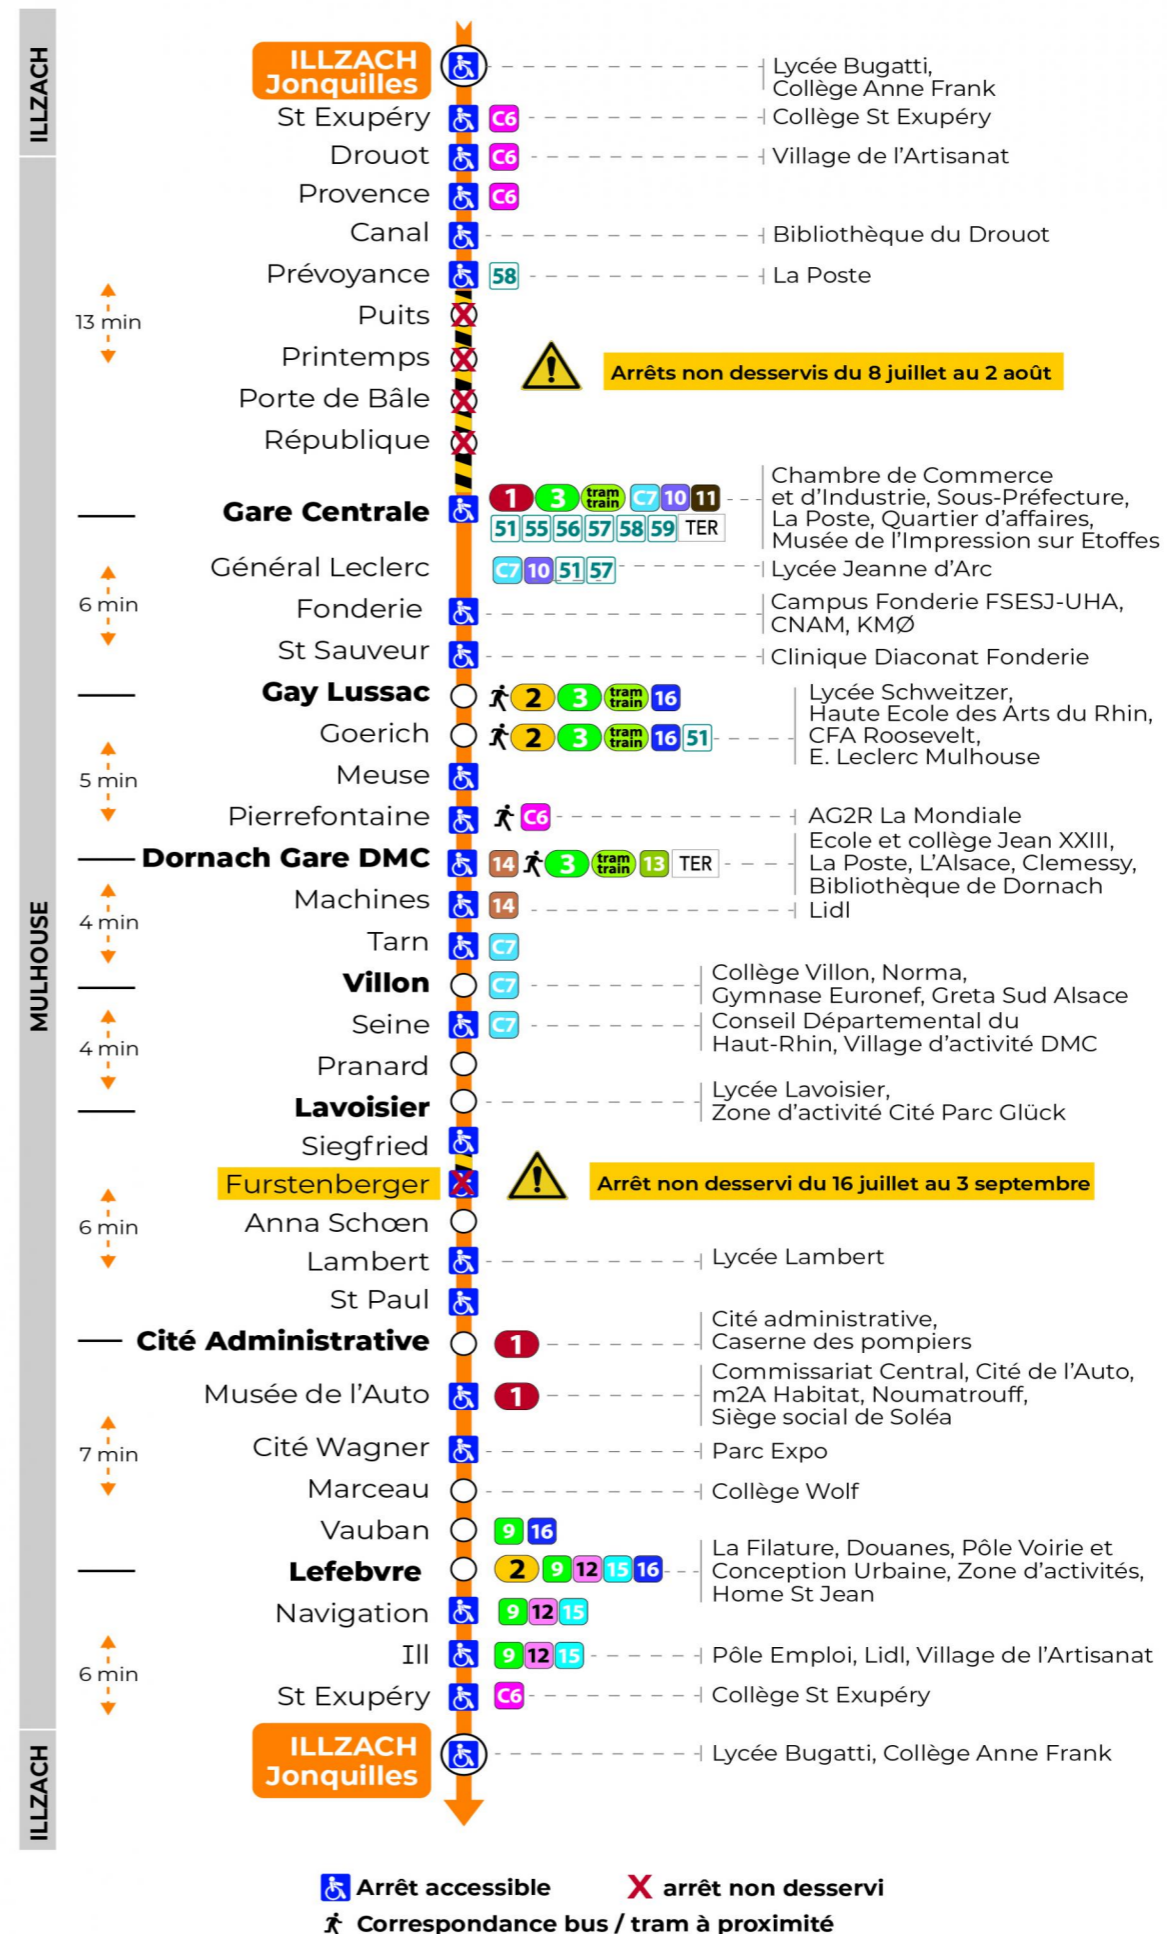 ILLZACH
ILLZACH
Jonquilles
Lycée Bugatti,
Collège Anne Frank
St Exupéry C6 Collège St Exupéry
MULHOUSE
Drouot C6 Village de l'Artisanat
Provence C6
Canal Bibliothèque du Drouot
Prévoyance 58 La Poste
13 min
Puits
Printemps
Arrêts non desservis du 8 juillet au 2 août
Porte de Bâle
République
Gare Centrale
1 3 tram train C7 10 11
51 55 56 57 58 59 TER
Chambre de Commerce
et d'Industrie, Sous-Préfecture,
La Poste, Quartier d'affaires,
Musée de l'Impression sur Etoffes
Général Leclerc C7 10 51 57 Lycée Jeanne d'Arc
6 min
Fonderie
Campus Fonderie FSESJ-UHA,
CNAM, KMØ
St Sauveur Clinique Diaconat Fonderie
Gay Lussac 2 3 tram train 16
Goerich 2 3 tram train 16 51
Lycée Schweitzer,
Haute Ecole des Arts du Rhin,
CFA Roosevelt,
E. Leclerc Mulhouse
5 min
Meuse
Pierrefontaine C6 AG2R La Mondiale
Dornach Gare DMC 14 3 tram train 13 TER
Ecole et collège Jean XXIII,
La Poste, L'Alsace, Clemessy,
Bibliothèque de Dornach
Machines 14 Lidl
4 min
Tarn C7
Villon C7
Collège Villon, Norma,
Gymnase Euronef, Greta Sud Alsace
Seine C7
Conseil Départemental du
Haut-Rhin, Village d'activité DMC
4 min
Pranard
Lavoisier
Lycée Lavoisier,
Zone d'activité Cité Parc Glück
Siegfried
Furstenberger
Arrêt non desservi du 16 juillet au 3 septembre
6 min
Anna Schœn
Lambert Lycée Lambert
St Paul
Cité Administrative 1
Cité administrative,
Caserne des pompiers
Musée de l'Auto 1
Commissariat Central, Cité de l'Auto,
m2A Habitat, Noumatrouff,
Siège social de Soléa
7 min
Cité Wagner Parc Expo
Marceau Collège Wolf
Vauban 9 16
Lefebvre 2 9 12 15 16
La Filature, Douanes, Pôle Voirie et
Conception Urbaine, Zone d'activités,
Home St Jean
Navigation 9 12 15
Ill 9 12 15 Pôle Emploi, Lidl, Village de l'Artisanat
6 min
St Exupéry C6 Collège St Exupéry
ILLZACH
ILLZACH
Jonquilles
Lycée Bugatti, Collège Anne Frank
Arrêt accessible X arrêt non desservi
Correspondance bus / tram à proximité